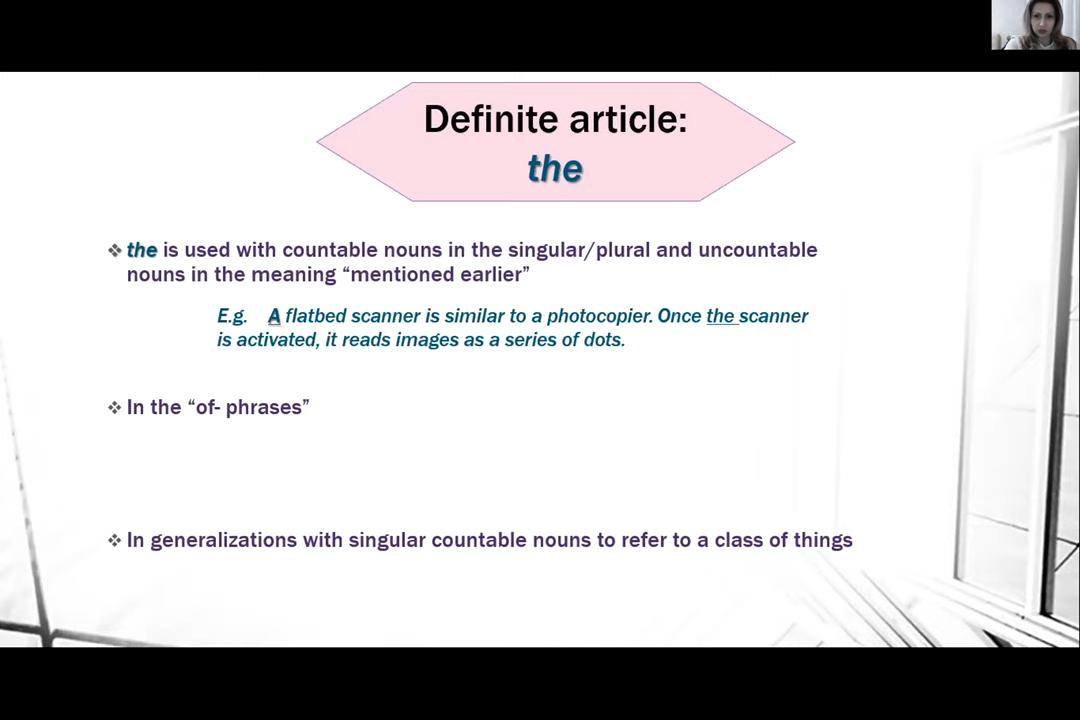 Definite article:
the
❖ the is used with countable nouns in the singular/plural and uncountable
nouns in the meaning “mentioned earlier”
E.g. A flatbed scanner is similar to a photocopier. Once the scanner
is activated, it reads images as a series of dots.
❖ In the “of- phrases”
❖ In generalizations with singular countable nouns to refer to a class of things